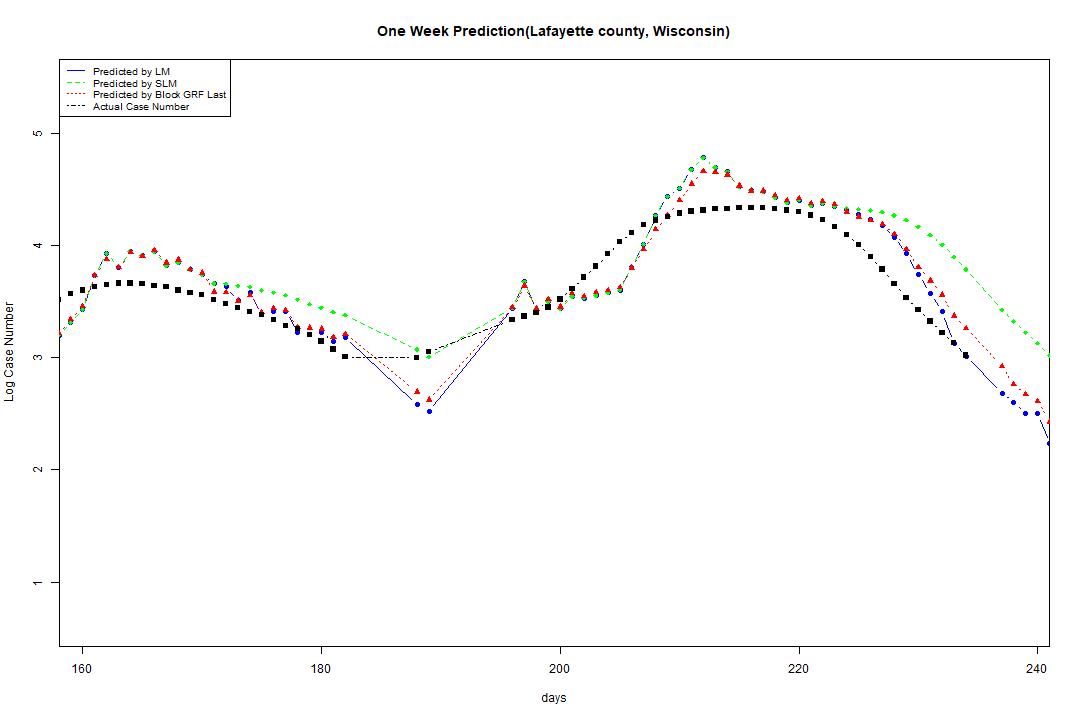 One Week Prediction(Lafayette county, Wisconsin)
Predicted by LM
Predicted by SLM
Predicted by Block GRF Last
Actual Case Number
5
4
3
2
1
Log Case Number
160 180 200 220 240
days